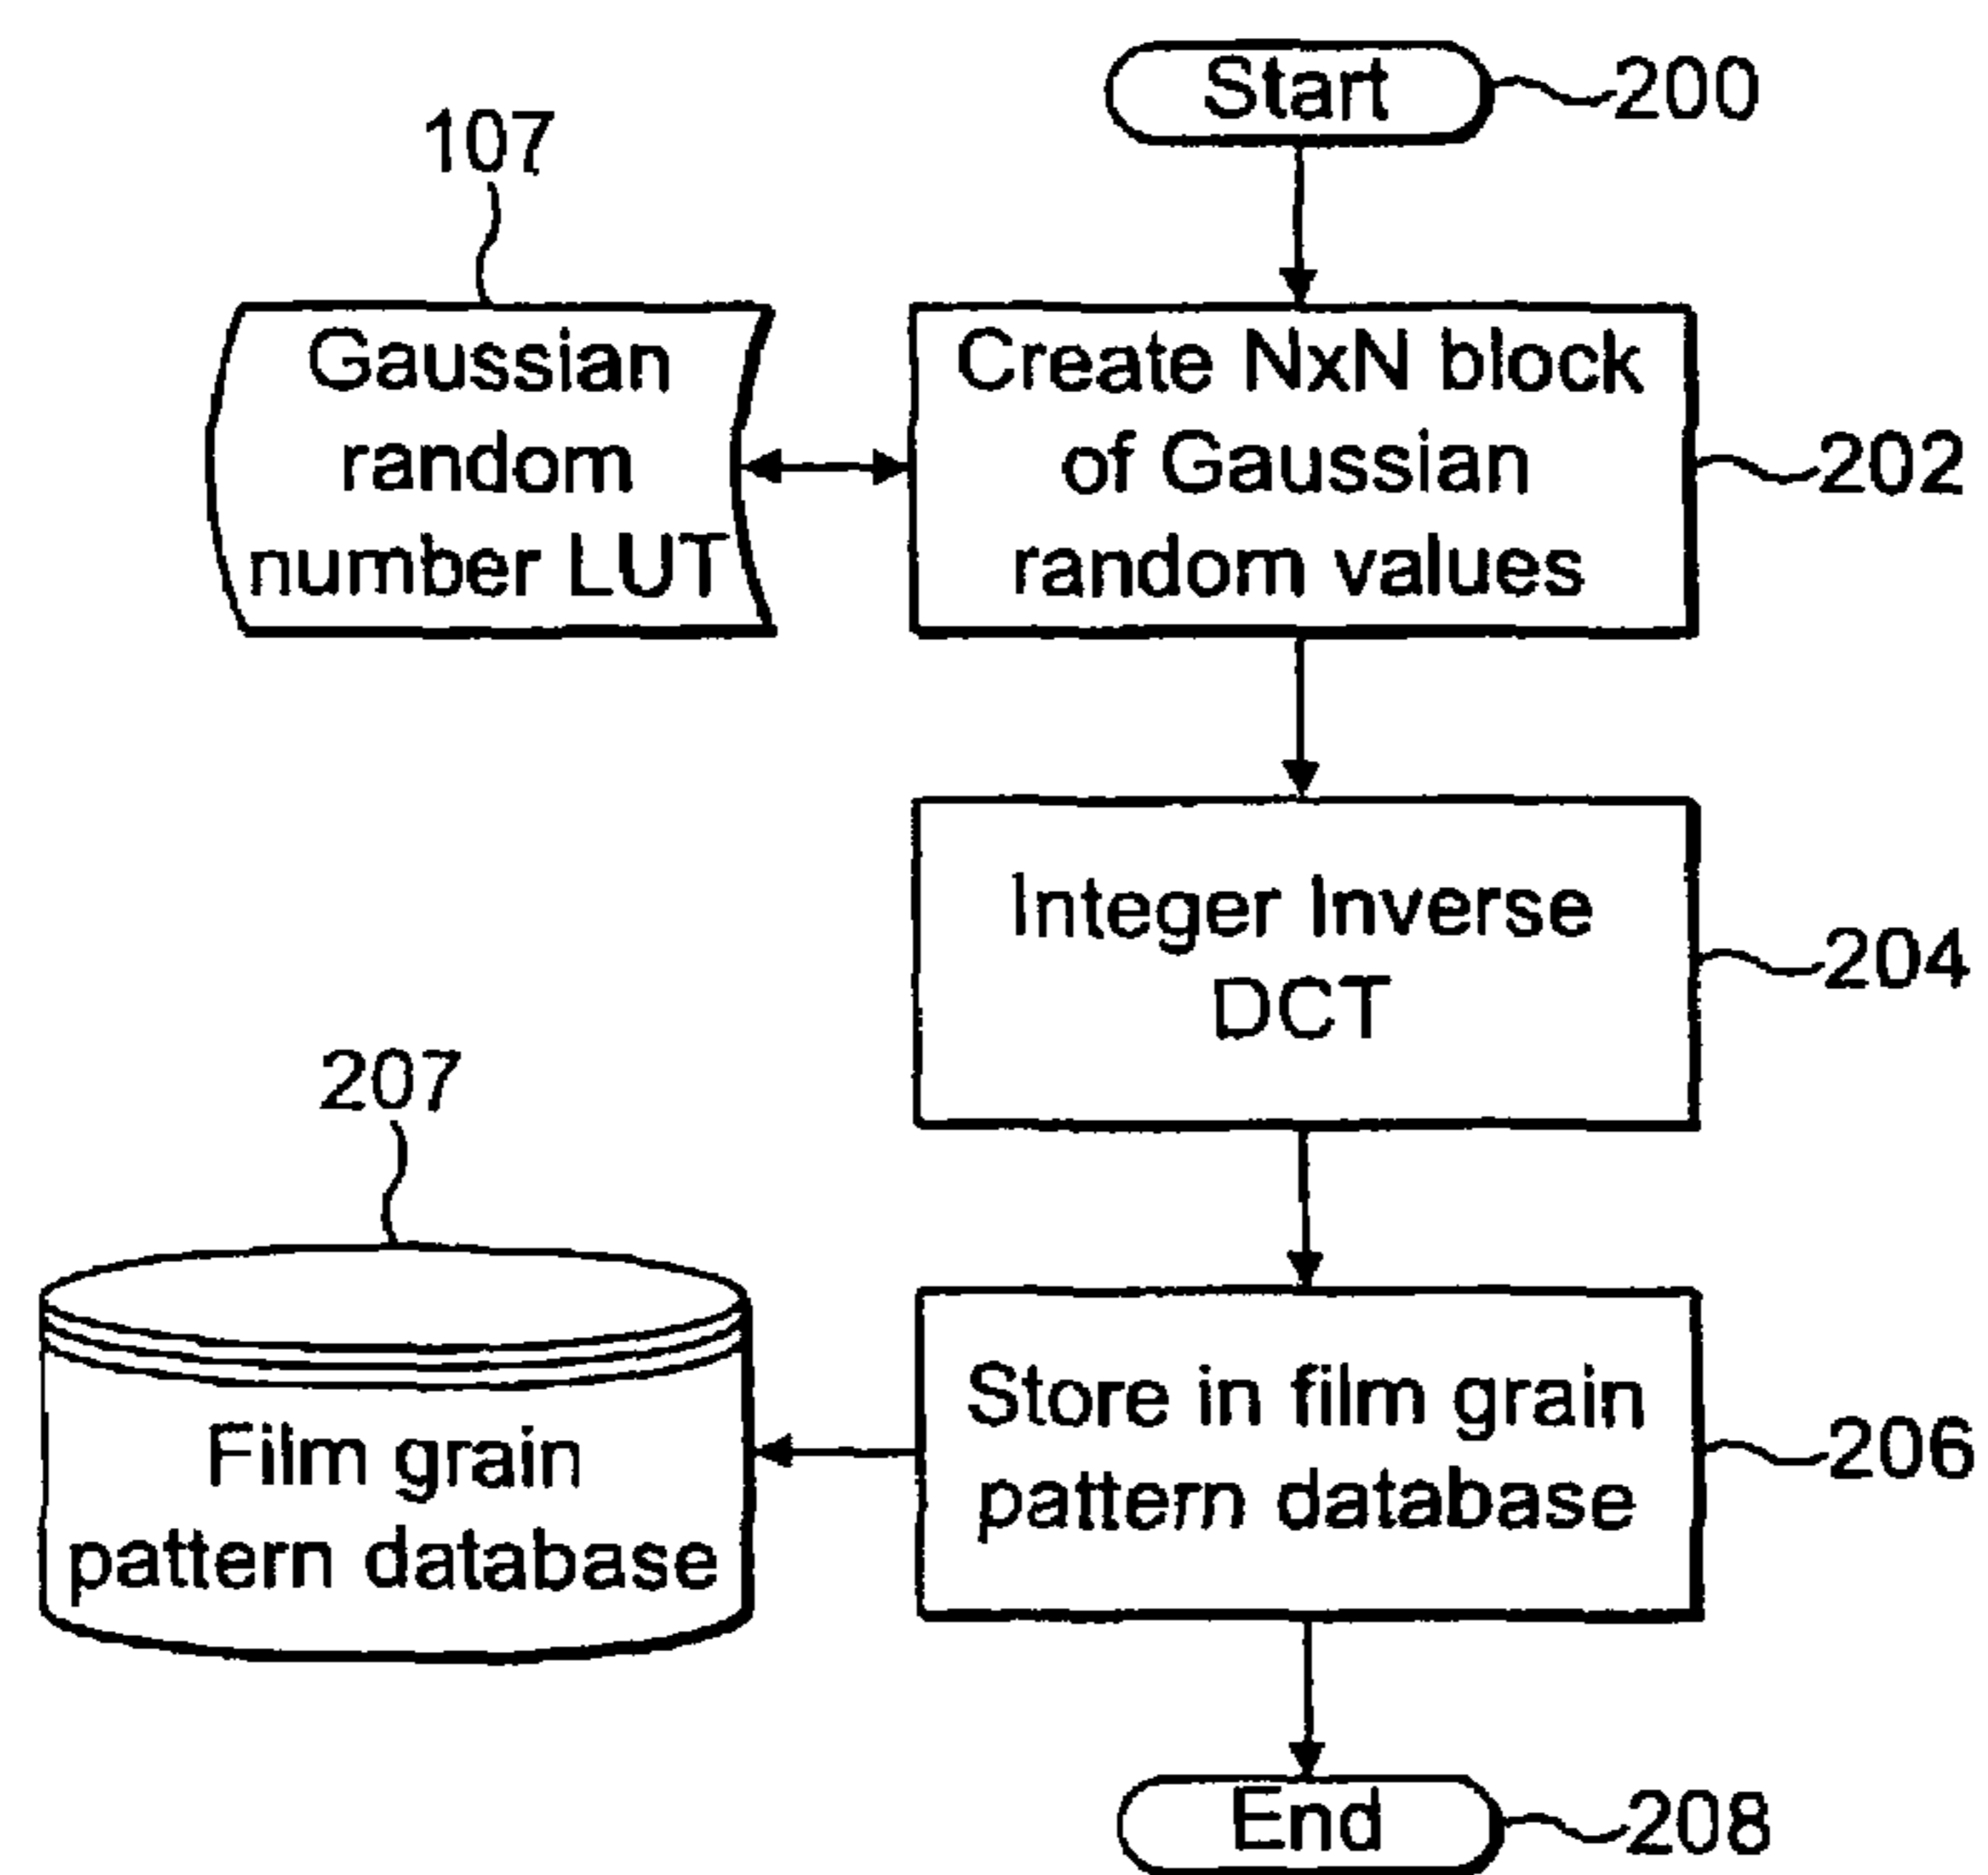 Start
200
107
Gaussian
random
number LUT
Create NxN block
of Gaussian
random values
202
Integer Inverse
DCT
204
207
Film grain
pattern database
Store in film grain
pattern database
206
End
208